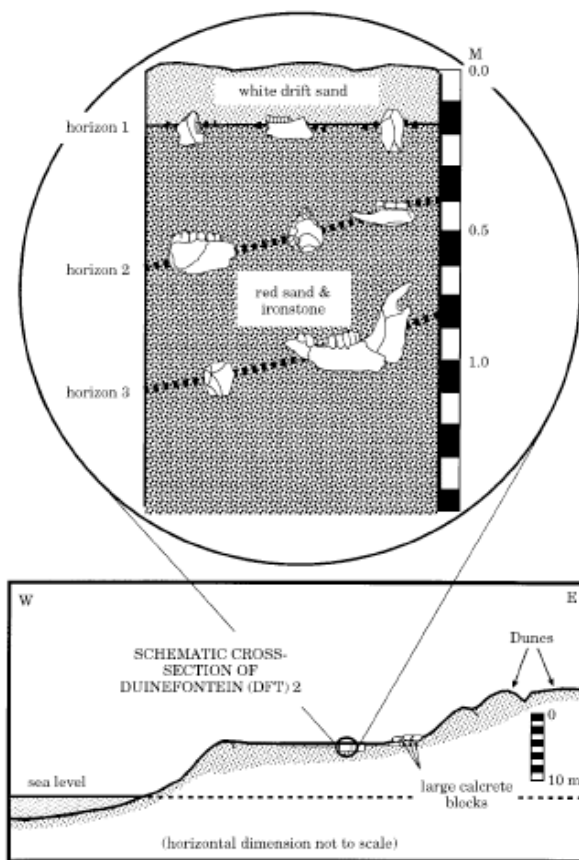 M
0.0
white drift sand
horizon 1
0.5
horizon 2
red sand &
ironstone
1.0
horizon 3
W
E
SCHEMATIC CROSS-
SECTION OF
DUINEFONTEIN (DFT) 2
Dunes
0
sea level
large calcrete
blocks
10 m
(horizontal dimension not to scale)